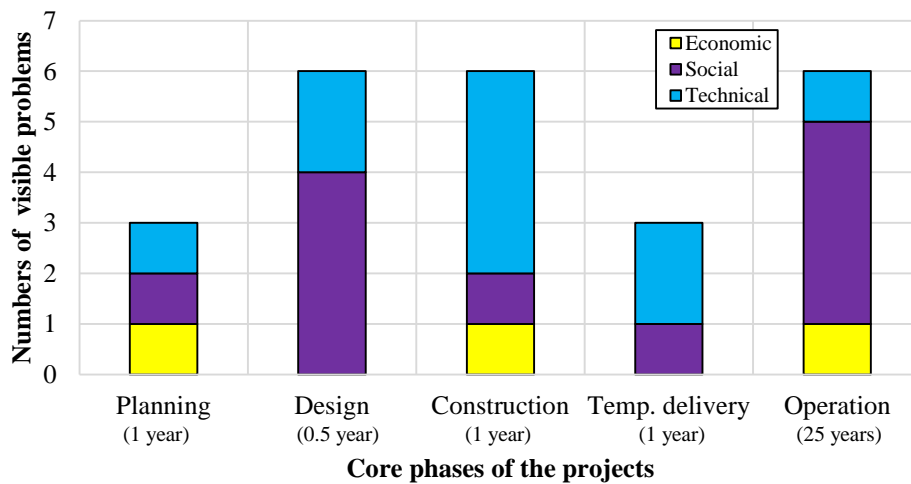 7
6
5
4
3
2
1
0
Numbers of visible problems
Economic
Social
Technical
Planning
(1 year)
Design
(0.5 year)
Construction
(1 year)
Temp. delivery
(1 year)
Operation
(25 years)
Core phases of the projects